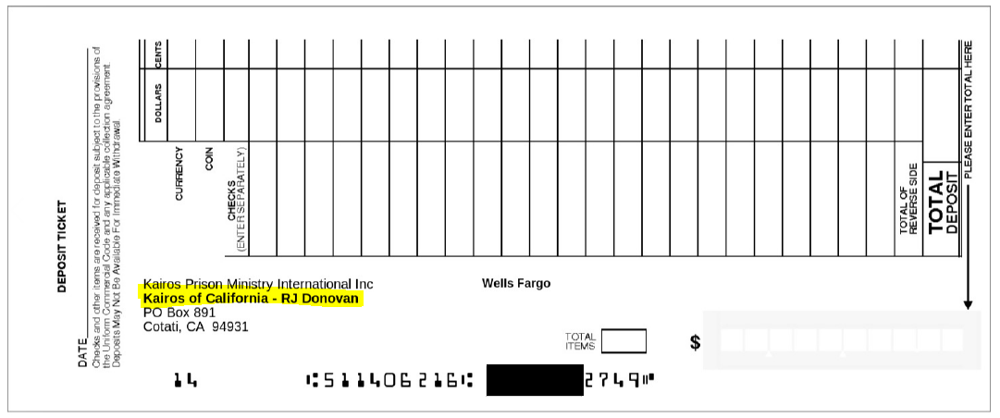 DEPOSIT TICKET
DATE
Checks and other items are received for deposit subject to the provisions of
the Uniform Commercial Code and any applicable collection agreement.
Deposits May Not Be Available For Immediate Withdrawal.
DOLLARS
CENTS
CURRENCY
COIN
CHECKS
(ENTER SEPARATELY)
TOTAL OF
REVERSE SIDE
TOTAL
DEPOSIT
PLEASE ENTER TOTAL HERE
Kairos Prison Ministry International Inc
Kairos of California - RJ Donovan
PO Box 891
Cotati, CA 94931
Wells Fargo
TOTAL
ITEMS
$
14 ⑆511406216⑆ 2749⑈